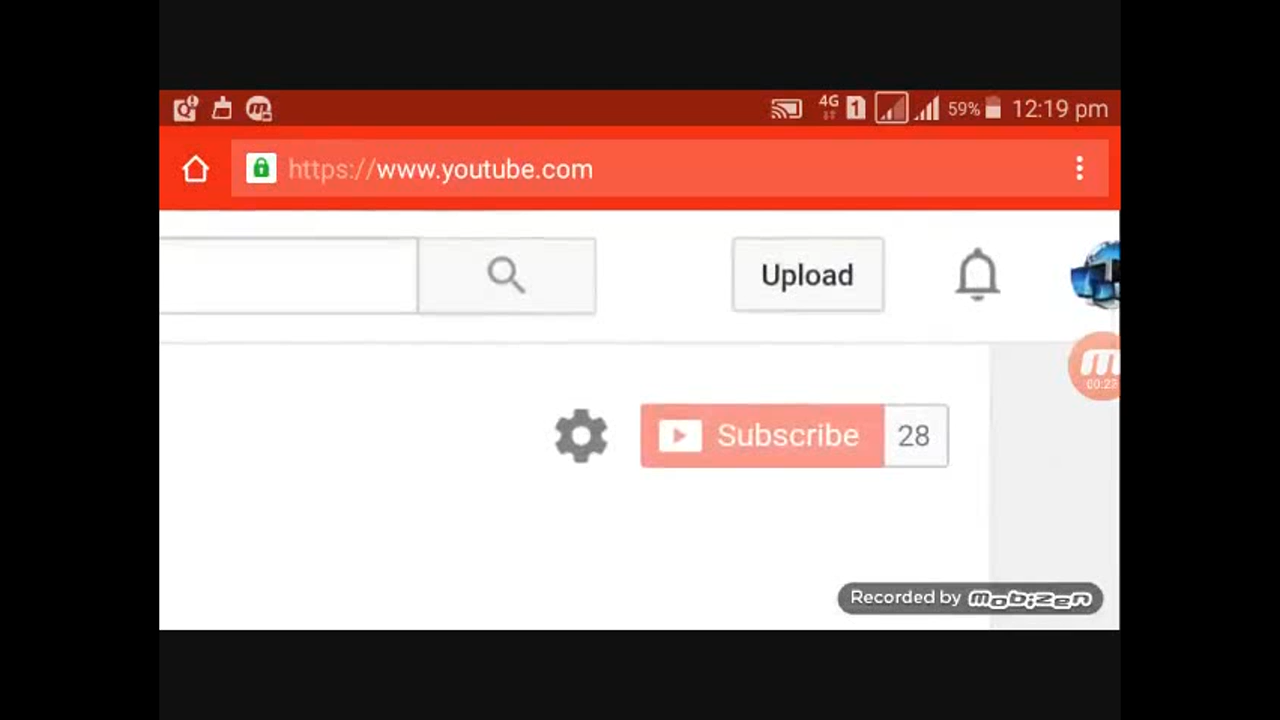 4G 1 59% 12:19 pm
https://www.youtube.com
Upload
Subscribe 28
Recorded by mobizen